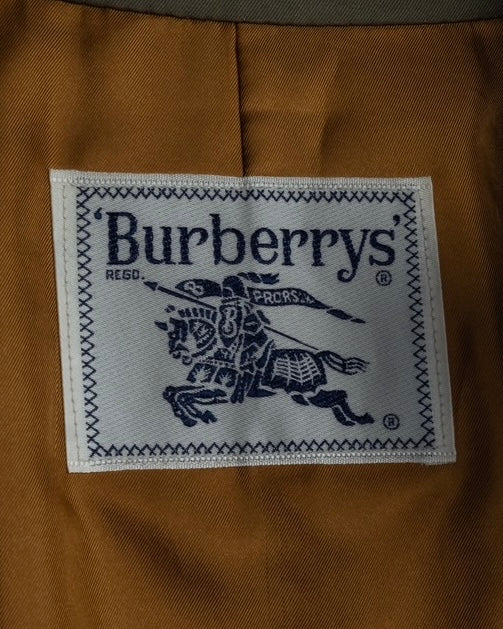 'Burberrys'
REGD. ®
PRORSUM
®